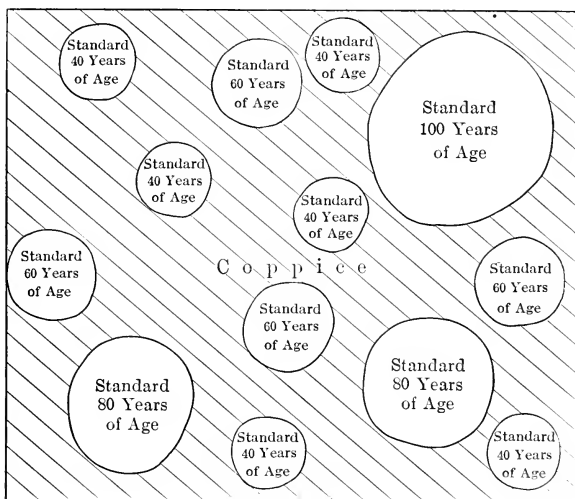 Standard
40 Years
of Age
Standard
60 Years
of Age
Standard
40 Years
of Age
Standard
100 Years
of Age
Standard
40 Years
of Age
Standard
40 Years
of Age
Standard
60 Years
of Age
Coppice
Standard
60 Years
of Age
Standard
60 Years
of Age
Standard
80 Years
of Age
Standard
80 Years
of Age
Standard
40 Years
of Age
Standard
40 Years
of Age